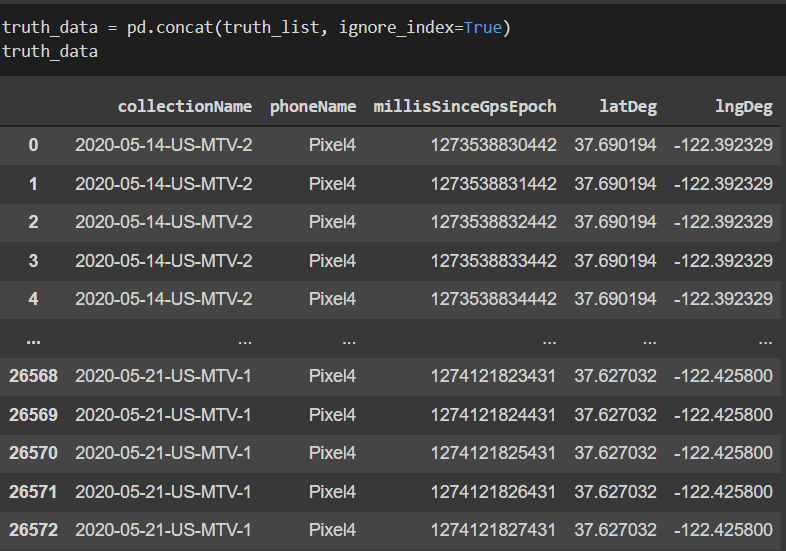 truth_data = pd.concat(truth_list, ignore_index=True)
truth_data
collectionName phoneName millisSinceGpsEpoch latDeg lngDeg
0 2020-05-14-US-MTV-2 Pixel4 1273538830442 37.690194 -122.392329
1 2020-05-14-US-MTV-2 Pixel4 1273538831442 37.690194 -122.392329
2 2020-05-14-US-MTV-2 Pixel4 1273538832442 37.690194 -122.392329
3 2020-05-14-US-MTV-2 Pixel4 1273538833442 37.690194 -122.392329
4 2020-05-14-US-MTV-2 Pixel4 1273538834442 37.690194 -122.392329
... ... ... ... ... ...
26568 2020-05-21-US-MTV-1 Pixel4 1274121823431 37.627032 -122.425800
26569 2020-05-21-US-MTV-1 Pixel4 1274121824431 37.627032 -122.425800
26570 2020-05-21-US-MTV-1 Pixel4 1274121825431 37.627032 -122.425800
26571 2020-05-21-US-MTV-1 Pixel4 1274121826431 37.627032 -122.425800
26572 2020-05-21-US-MTV-1 Pixel4 1274121827431 37.627032 -122.425800